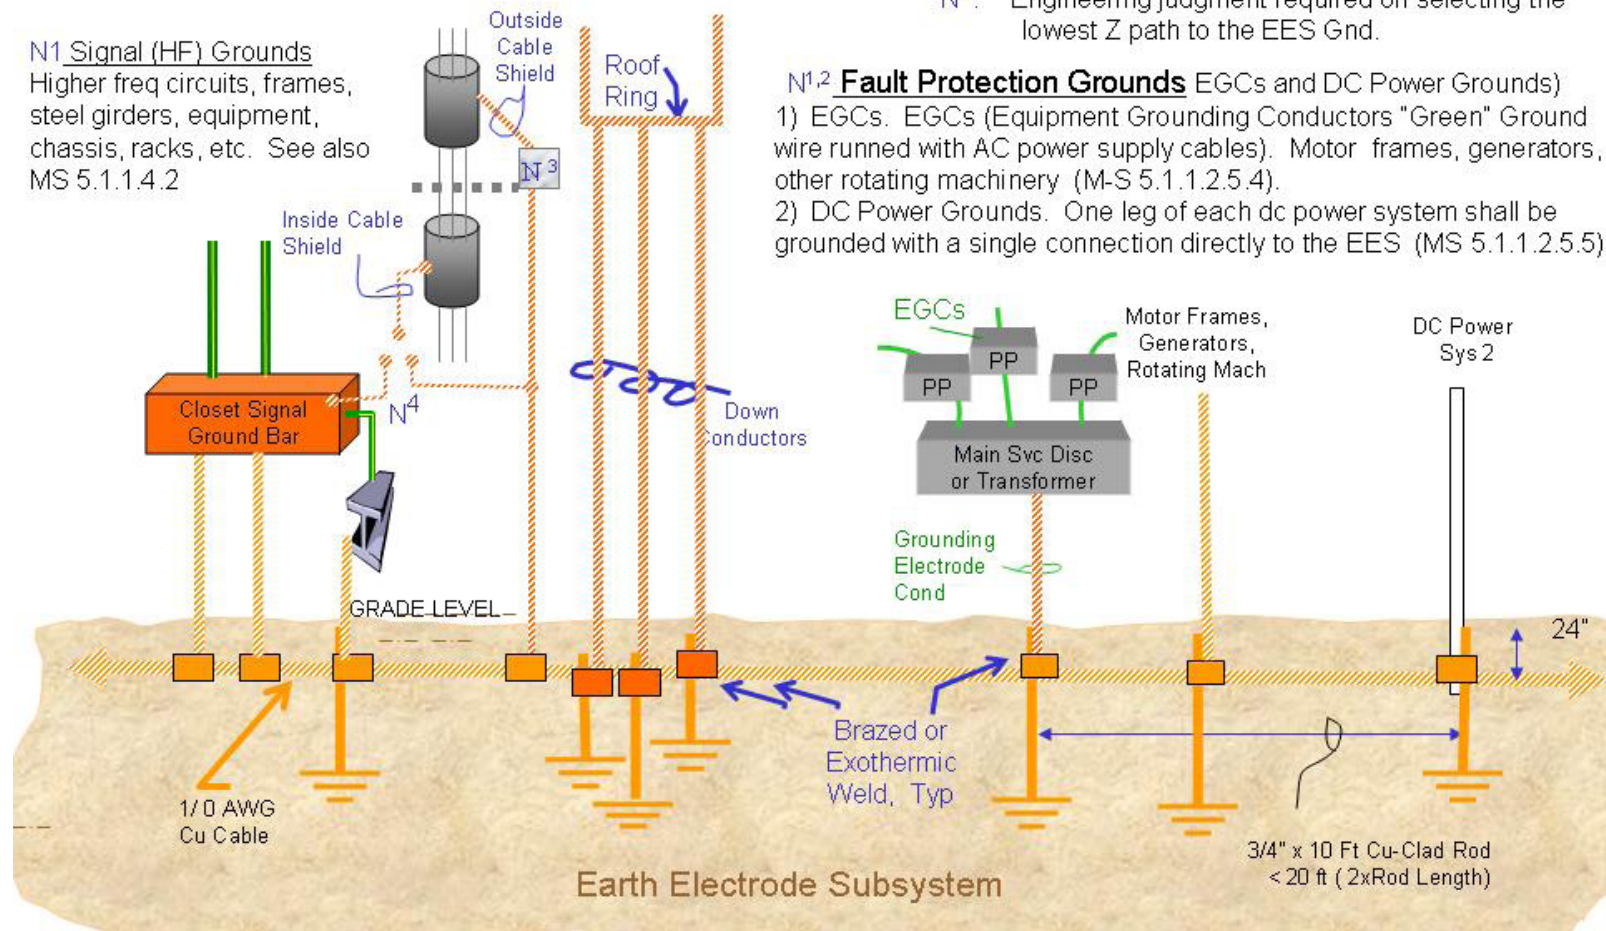 N : Engineering judgment required on selecting the
lowest Z path to the EES Gnd.
N1 Signal (HF) Grounds
Higher freq circuits, frames,
steel girders, equipment,
chassis, racks, etc. See also
MS 5.1.1.4.2
Outside
Cable
Shield
Roof
Ring
N1,2 Fault Protection Grounds EGCs and DC Power Grounds)
1) EGCs. EGCs (Equipment Grounding Conductors "Green" Ground
wire runned with AC power supply cables). Motor frames, generators,
other rotating machinery (M-S 5.1.1.2.5.4).
2) DC Power Grounds. One leg of each dc power system shall be
grounded with a single connection directly to the EES (MS 5.1.1.2.5.5)
N 3
Inside Cable
Shield
EGCs
PP
PP
PP
Motor Frames,
Generators,
Rotating Mach
DC Power
Sys 2
Closet Signal
Ground Bar
N4
Down
onductors
Main Svc Disc
or Transformer
Grounding
Electrode
Cond
GRADE LEVEL
24"
Brazed or
Exothermic
Weld, Typ
1/0 AWG
Cu Cable
3/4" x 10 Ft Cu-Clad Rod
< 20 ft ( 2xRod Length)
Earth Electrode Subsystem